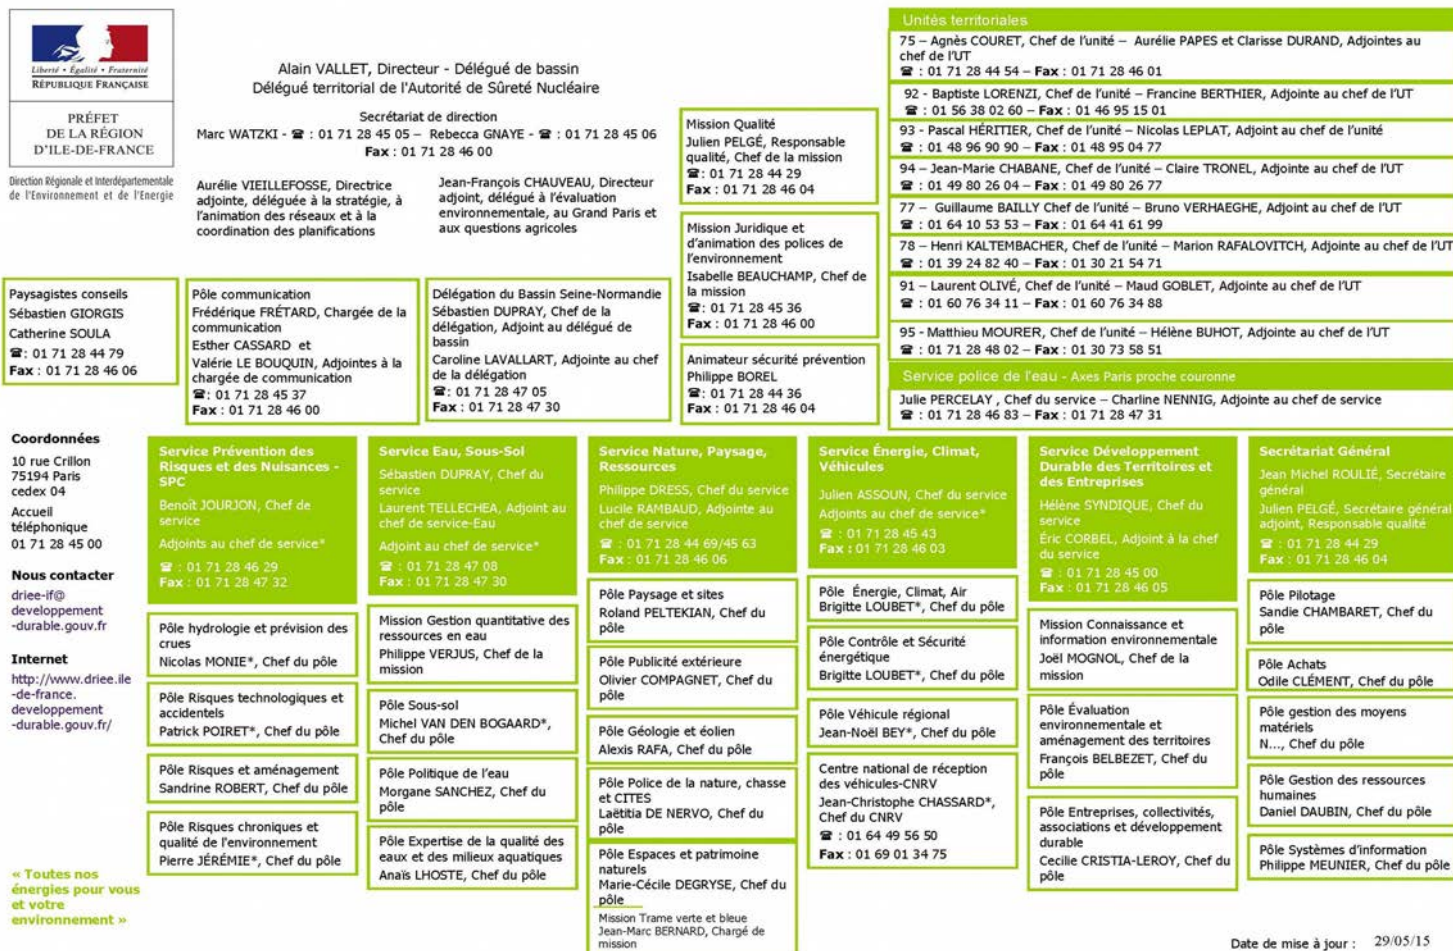 Liberté • Égalité • Fraternité
RÉPUBLIQUE FRANÇAISE
PRÉFET
DE LA RÉGION
D'ILE-DE-FRANCE
Direction Régionale et Interdépartementale
de l'Environnement et de l'Energie
Alain VALLET, Directeur - Délégué de bassin
Délégué territorial de l'Autorité de Sûreté Nucléaire
Secrétariat de direction
Marc WATZKI - ☎ : 01 71 28 45 05 – Rebecca GNAYE - ☎ : 01 71 28 45 06
Fax : 01 71 28 46 00
Aurélie VIEILLEFOSSE, Directrice
adjointe, déléguée à la stratégie, à
l'animation des réseaux et à la
coordination des planifications
Jean-François CHAUVEAU, Directeur
adjoint, délégué à l'évaluation
environnementale, au Grand Paris et
aux questions agricoles
Mission Qualité
Julien PELGÉ, Responsable
qualité, Chef de la mission
☎: 01 71 28 44 29
Fax : 01 71 28 46 04
Mission Juridique et
d'animation des polices de
l'environnement
Isabelle BEAUCHAMP, Chef de
la mission
☎: 01 71 28 45 36
Fax : 01 71 28 46 00
Animateur sécurité prévention
Philippe BOREL
☎: 01 71 28 44 36
Fax : 01 71 28 46 04
Unités territoriales
75 – Agnès COURET, Chef de l'unité – Aurélie PAPES et Clarisse DURAND, Adjointes au
chef de l'UT
☎ : 01 71 28 44 54 – Fax : 01 71 28 46 01
92 - Baptiste LORENZI, Chef de l'unité – Francine BERTHIER, Adjointe au chef de l'UT
☎ : 01 56 38 02 60 – Fax : 01 46 95 15 01
93 - Pascal HÉRITIER, Chef de l'unité – Nicolas LEPLAT, Adjoint au chef de l'unité
☎ : 01 48 96 90 90 – Fax : 01 48 95 04 77
94 – Jean-Marie CHABANE, Chef de l'unité – Claire TRONEL, Adjointe au chef de l'UT
☎ : 01 49 80 26 04 – Fax : 01 49 80 26 77
77 – Guillaume BAILLY Chef de l'unité – Bruno VERHAEGHE, Adjoint au chef de l'UT
☎ : 01 64 10 53 53 – Fax : 01 64 41 61 99
78 – Henri KALTEMBACHER, Chef de l'unité – Marion RAFALOVITCH, Adjointe au chef de l'UT
☎ : 01 39 24 82 40 – Fax : 01 30 21 54 71
91 – Laurent OLIVÉ, Chef de l'unité – Maud GOBLET, Adjointe au chef de l'UT
☎ : 01 60 76 34 11 – Fax : 01 60 76 34 88
95 - Matthieu MOURER, Chef de l'unité – Hélène BUHOT, Adjointe au chef de l'UT
☎ : 01 71 28 48 02 – Fax : 01 30 73 58 51
Service police de l'eau - Axes Paris proche couronne
Julie PERCELAY , Chef du service – Charline NENNIG, Adjointe au chef de service
☎ : 01 71 28 46 83 – Fax : 01 71 28 47 31
Paysagistes conseils
Sébastien GIORGIS
Catherine SOULA
☎: 01 71 28 44 79
Fax : 01 71 28 46 06
Pôle communication
Frédérique FRÉTARD, Chargée de la
communication
Esther CASSARD et
Valérie LE BOUQUIN, Adjointes à la
chargée de communication
☎: 01 71 28 45 37
Fax : 01 71 28 46 00
Délégation du Bassin Seine-Normandie
Sébastien DUPRAY, Chef de la
délégation, Adjoint au délégué de
bassin
Caroline LAVALLART, Adjointe au chef
de la délégation
☎: 01 71 28 47 05
Fax : 01 71 28 47 30
Coordonnées
10 rue Crillon
75194 Paris
cedex 04
Accueil
téléphonique
01 71 28 45 00
Nous contacter
driee-if@
developpement
-durable.gouv.fr
Internet
http://www.driee.ile
-de-france.
developpement
-durable.gouv.fr/
« Toutes nos
énergies pour vous
et votre
environnement »
Service Prévention des
Risques et des Nuisances -
SPC
Benoît JOURJON, Chef de
service
Adjoints au chef de service*
☎ : 01 71 28 46 29
Fax : 01 71 28 47 32
Pôle hydrologie et prévision des
crues
Nicolas MONIE*, Chef du pôle
Pôle Risques technologiques et
accidentels
Patrick POIRET*, Chef du pôle
Pôle Risques et aménagement
Sandrine ROBERT, Chef du pôle
Pôle Risques chroniques et
qualité de l'environnement
Pierre JÉRÉMIE*, Chef du pôle
Service Eau, Sous-Sol
Sébastien DUPRAY, Chef du
service
Laurent TELLECHEA, Adjoint au
chef de service-Eau
Adjoint au chef de service*
☎ : 01 71 28 47 08
Fax : 01 71 28 47 30
Mission Gestion quantitative des
ressources en eau
Philippe VERJUS, Chef de la
mission
Pôle Sous-sol
Michel VAN DEN BOGAARD*,
Chef du pôle
Pôle Politique de l'eau
Morgane SANCHEZ, Chef du
pôle
Pôle Expertise de la qualité des
eaux et des milieux aquatiques
Anaïs LHOSTE, Chef du pôle
Service Nature, Paysage,
Ressources
Philippe DRESS, Chef du service
Lucile RAMBAUD, Adjointe au
chef de service
☎ : 01 71 28 44 69/45 63
Fax : 01 71 28 46 06
Pôle Paysage et sites
Roland PELTEKIAN, Chef du
pôle
Pôle Publicité extérieure
Olivier COMPAGNET, Chef du
pôle
Pôle Géologie et éolien
Alexis RAFA, Chef du pôle
Pôle Police de la nature, chasse
et CITES
Laëtitia DE NERVO, Chef du
pôle
Pôle Espaces et patrimoine
naturels
Marie-Cécile DEGRYSE, Chef du
pôle
Mission Trame verte et bleue
Jean-Marc BERNARD, Chargé de
mission
Service Énergie, Climat,
Véhicules
Julien ASSOUN, Chef du service
Adjoints au chef de service*
☎ : 01 71 28 45 43
Fax : 01 71 28 46 03
Pôle Énergie, Climat, Air
Brigitte LOUBET*, Chef du pôle
Pôle Contrôle et Sécurité
énergétique
Brigitte LOUBET*, Chef du pôle
Pôle Véhicule régional
Jean-Noël BEY*, Chef du pôle
Centre national de réception
des véhicules-CNRV
Jean-Christophe CHASSARD*,
Chef du CNRV
☎ : 01 64 49 56 50
Fax : 01 69 01 34 75
Service Développement
Durable des Territoires et
des Entreprises
Hélène SYNDIQUE, Chef du
service
Éric CORBEL, Adjoint à la chef
du service
☎ : 01 71 28 45 00
Fax : 01 71 28 46 05
Mission Connaissance et
information environnementale
Joël MOGNOL, Chef de la
mission
Pôle Évaluation
environnementale et
aménagement des territoires
François BELBEZET, Chef du
pôle
Pôle Entreprises, collectivités,
associations et développement
durable
Cecilie CRISTIA-LEROY, Chef du
pôle
Secrétariat Général
Jean Michel ROULIÉ, Secrétaire
général
Julien PELGÉ, Secrétaire général
adjoint, Responsable qualité
☎ : 01 71 28 44 29
Fax : 01 71 28 46 04
Pôle Pilotage
Sandie CHAMBARET, Chef du
pôle
Pôle Achats
Odile CLÉMENT, Chef du pôle
Pôle gestion des moyens
matériels
N..., Chef du pôle
Pôle Gestion des ressources
humaines
Daniel DAUBIN, Chef du pôle
Pôle Systèmes d'information
Philippe MEUNIER, Chef du pôle
Date de mise à jour : 29/05/15